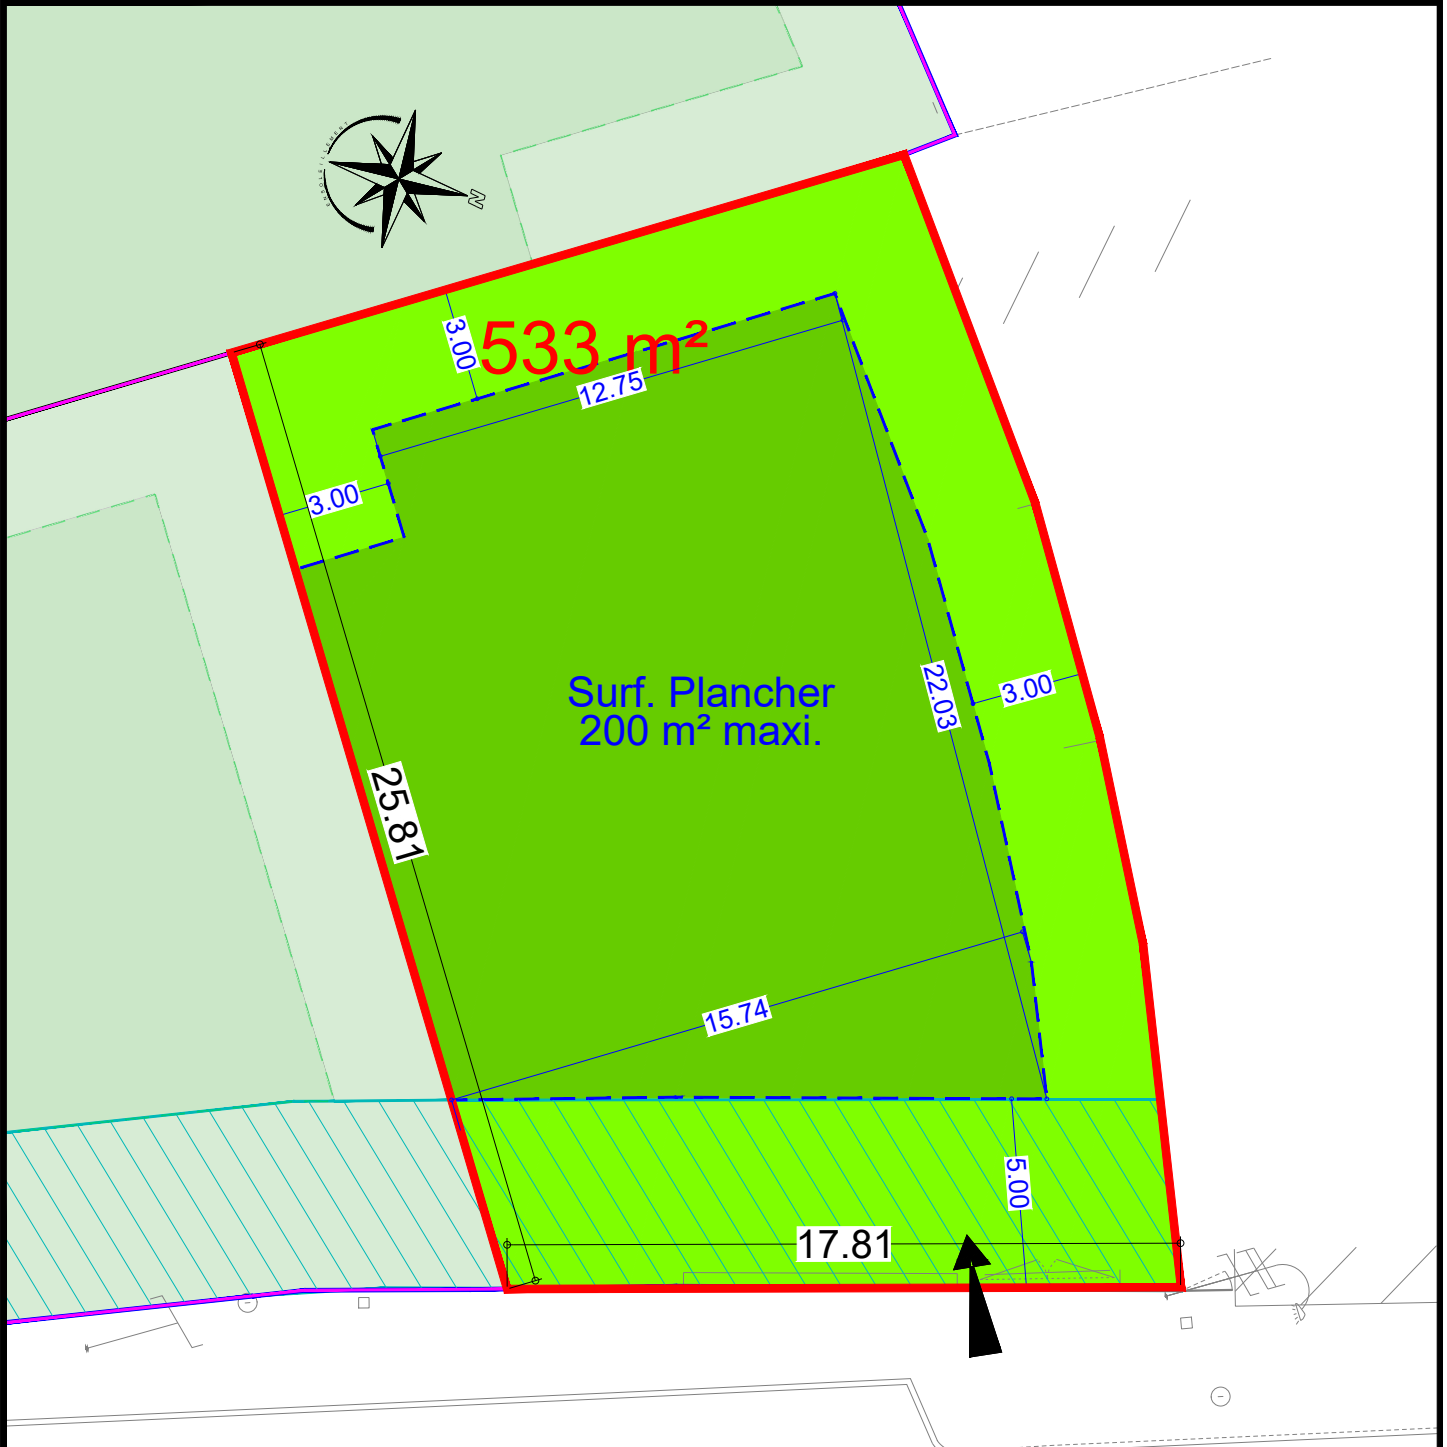 ENSOLEILLEMENT
N
3.00
533 m²
12.75
3.00
Surf. Plancher
200 m² maxi.
22.03
3.00
25.81
15.74
5.00
17.81